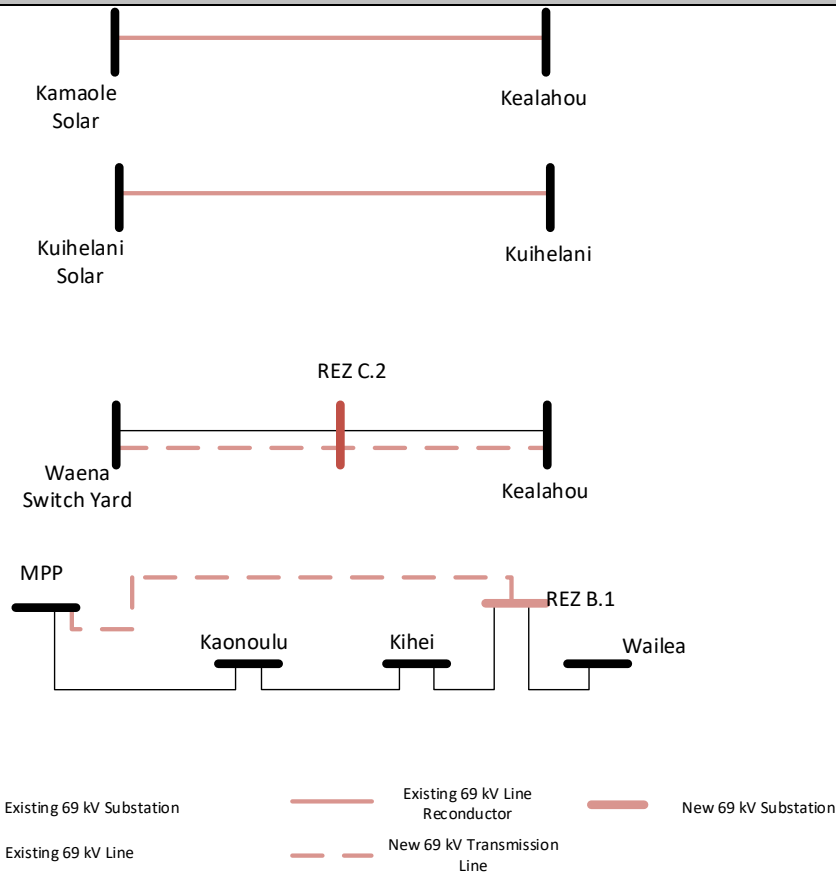 Kamaole
Solar
Kealahou
Kuihelani
Solar
Kuihelani
REZ C.2
Waena
Switch Yard
Kealahou
MPP
REZ B.1
Kaonoulu
Kihei
Wailea
Existing 69 kV Substation
Existing 69 kV Line
Reconductor
New 69 kV Substation
Existing 69 kV Line
New 69 kV Transmission
Line